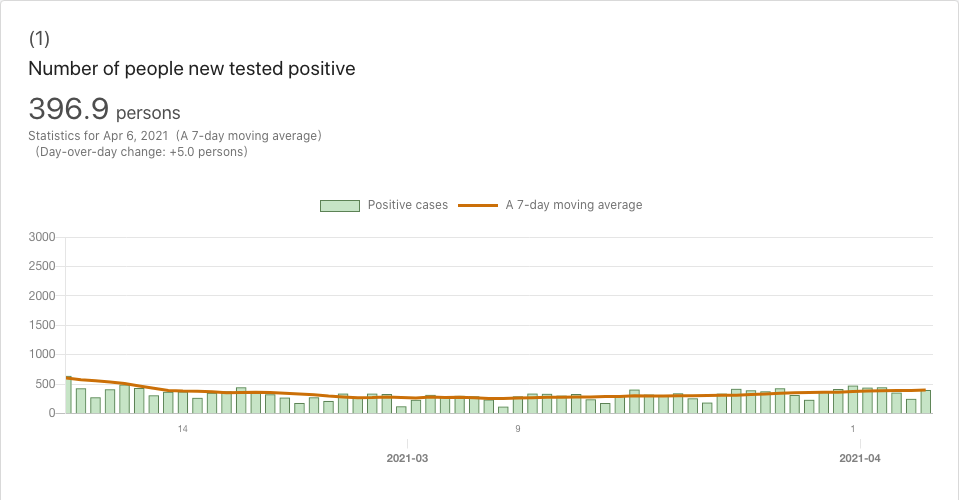 (1)
Number of people new tested positive
396.9 persons
Statistics for Apr 6, 2021 (A 7-day moving average)
(Day-over-day change: +5.0 persons)
Positive cases A 7-day moving average
3000
2500
2000
1500
1000
500
0
14 9 1
2021-03 2021-04